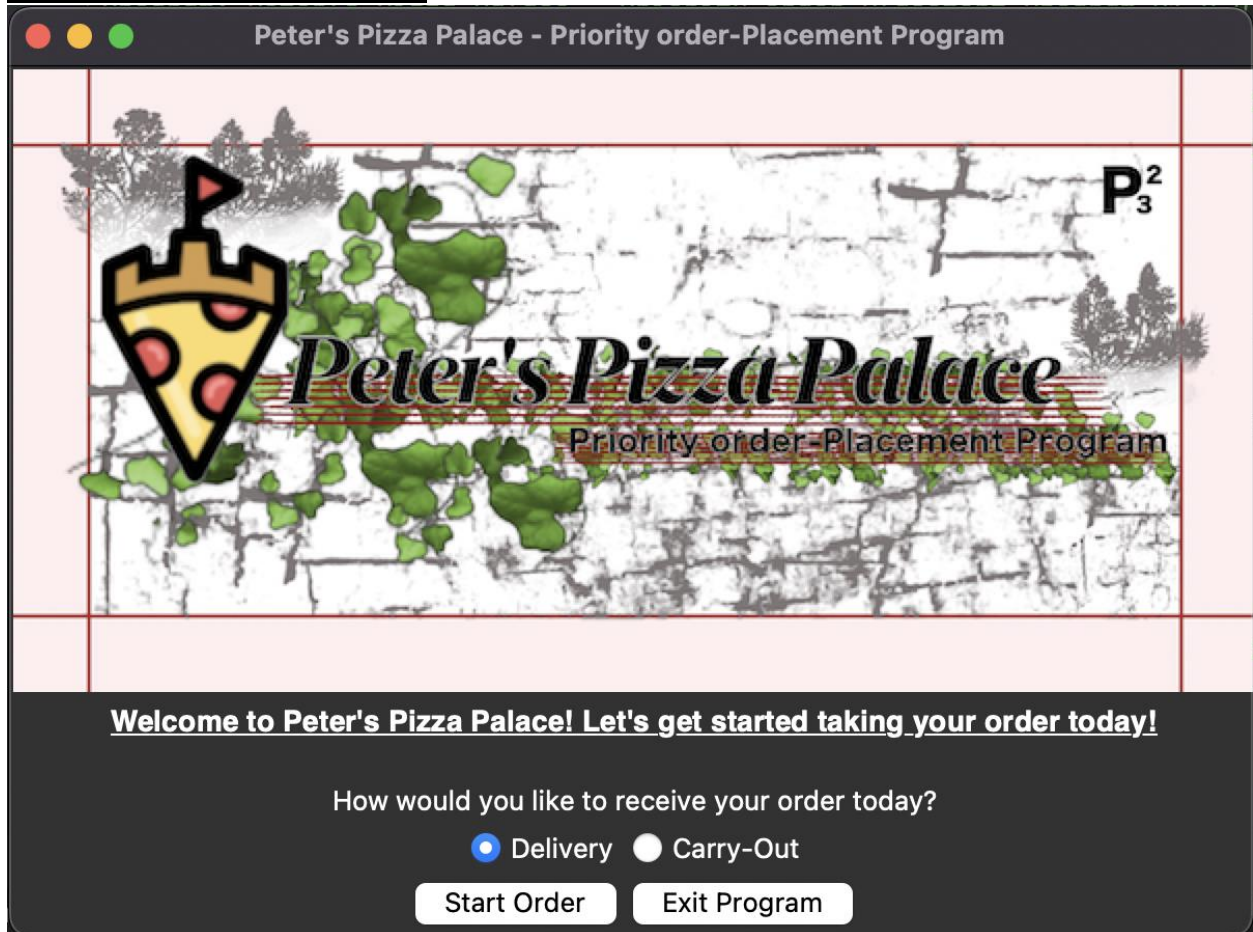 Peter's Pizza Palace - Priority order-Placement Program
P 2 3
Peter's Pizza Palace
Priority order-Placement Program
Welcome to Peter's Pizza Palace! Let's get started taking your order today!
How would you like to receive your order today?
Delivery Carry-Out
Start Order Exit Program